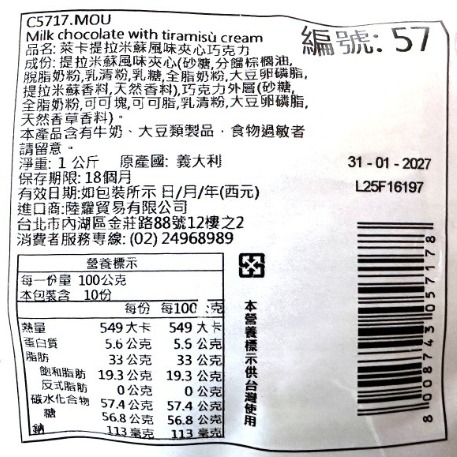 C5717.MOU
Milk chocolate with tiramisù cream
編號: 57
品名: 萊卡提拉米蘇風味夾心巧克力
成份: 提拉米蘇風味夾心(砂糖,分餾棕櫚油,
脫脂奶粉,乳清粉,乳糖,全脂奶粉,大豆卵磷脂,
提拉米蘇香料,天然香料),巧克力外層(砂糖,
全脂奶粉,可可塊,可可脂,乳清粉,大豆卵磷脂,
天然香草香料)。
本產品含有牛奶、大豆類製品，食物過敏者
請留意。
淨重: 1 公斤 原產國: 義大利
保存期限: 18個月
有效日期:如包裝所示 日/月/年(西元)
進口商:陸耀貿易有限公司
台北市內湖區金莊路88號12樓之2
消費者服務專線: (02) 24968989
31-01-2027
L25F16197
營養標示
每一份量 100公克
本包裝含 10份
每份 每100 克
熱量 549 大卡 549 大卡
蛋白質 5.6 公克 5.6 公克
脂肪 33 公克 33 公克
飽和脂肪 19.3 公克 19.3 公克
反式脂肪 0 公克 0 公克
碳水化合物 57.4 公克 57.4 公克
糖 56.8 公克 56.8 公克
鈉 113 毫克 113 毫克
本營養標示供台灣使用
8008743057178